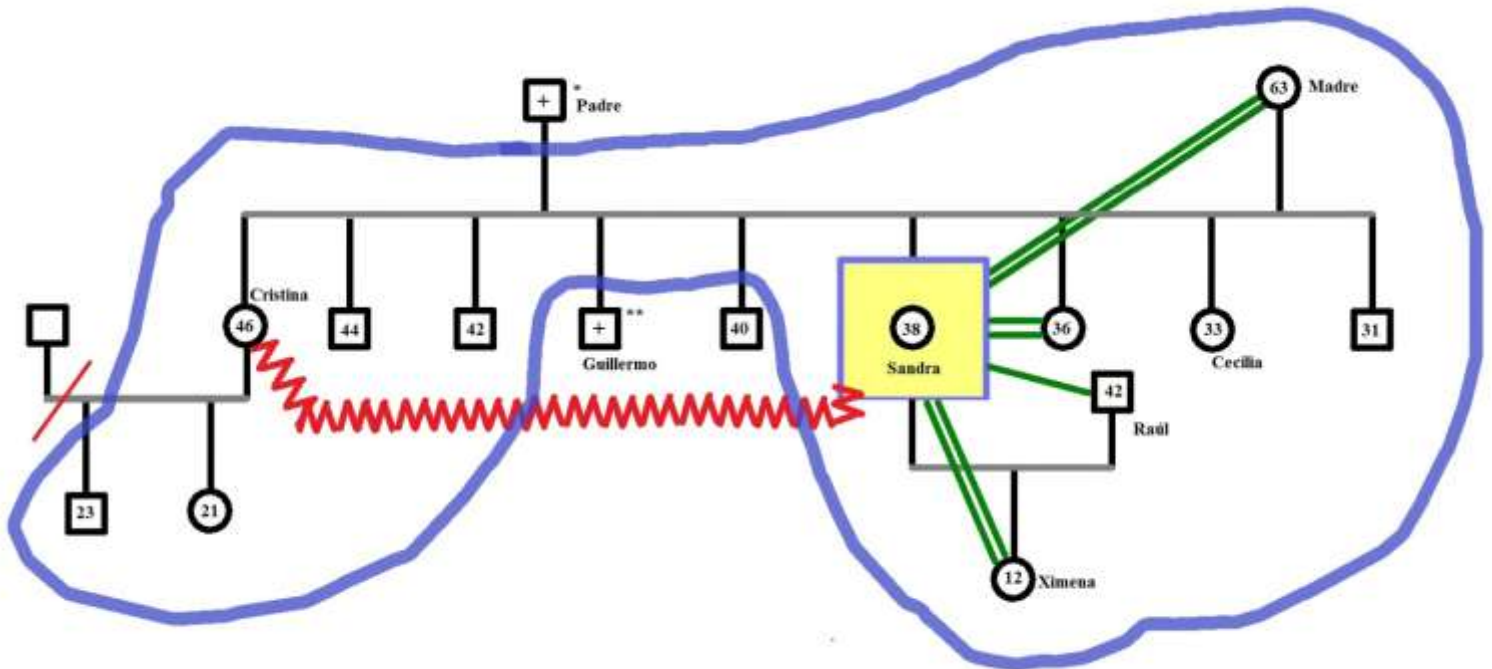 +
*
Padre
63
Madre
Cristina
46
44
42
+
**
Guillermo
40
38
Sandra
36
33
Cecilia
31
42
Raúl
23
21
12
Ximena